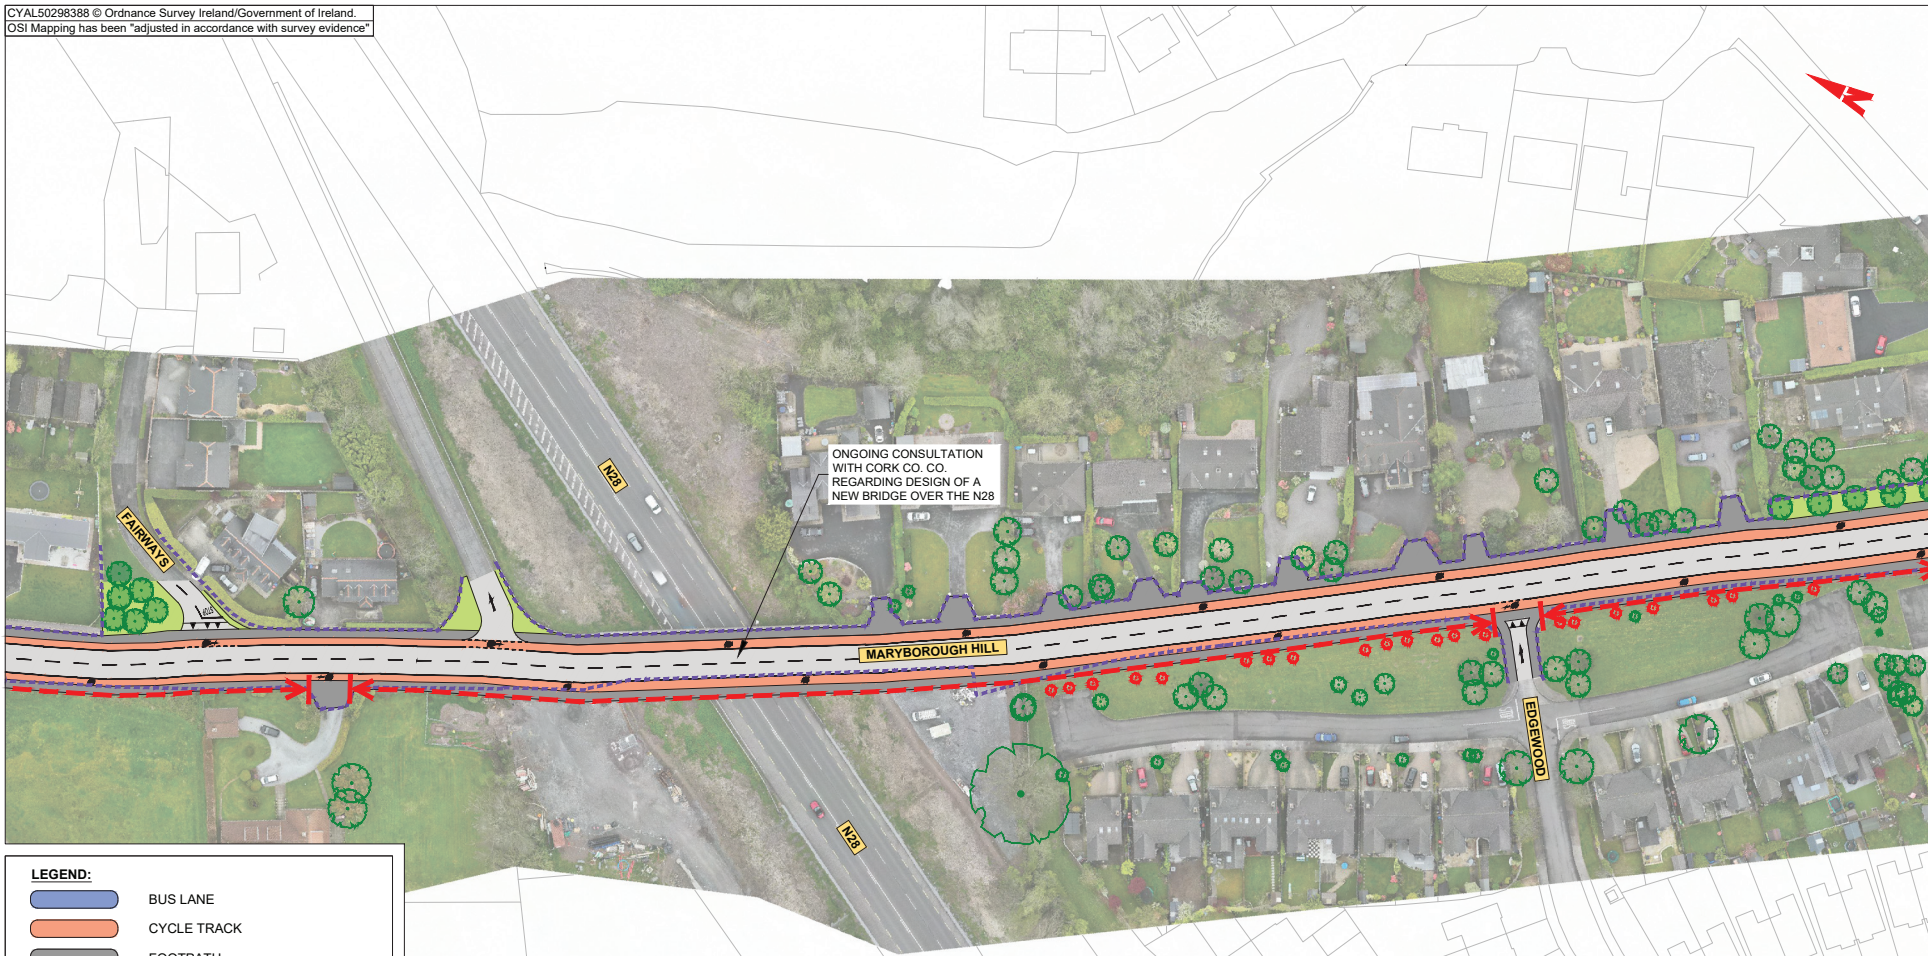 CYAL50298388 © Ordnance Survey Ireland/Government of Ireland.
OSI Mapping has been "adjusted in accordance with survey evidence"
N
N28
ONGOING CONSULTATION
WITH CORK CO. CO.
REGARDING DESIGN OF A
NEW BRIDGE OVER THE N28
FAIRWAYS
STOP
MARYBOROUGH HILL
EDGEWOOD
N28
LEGEND:
BUS LANE
CYCLE TRACK
FOOTPATH